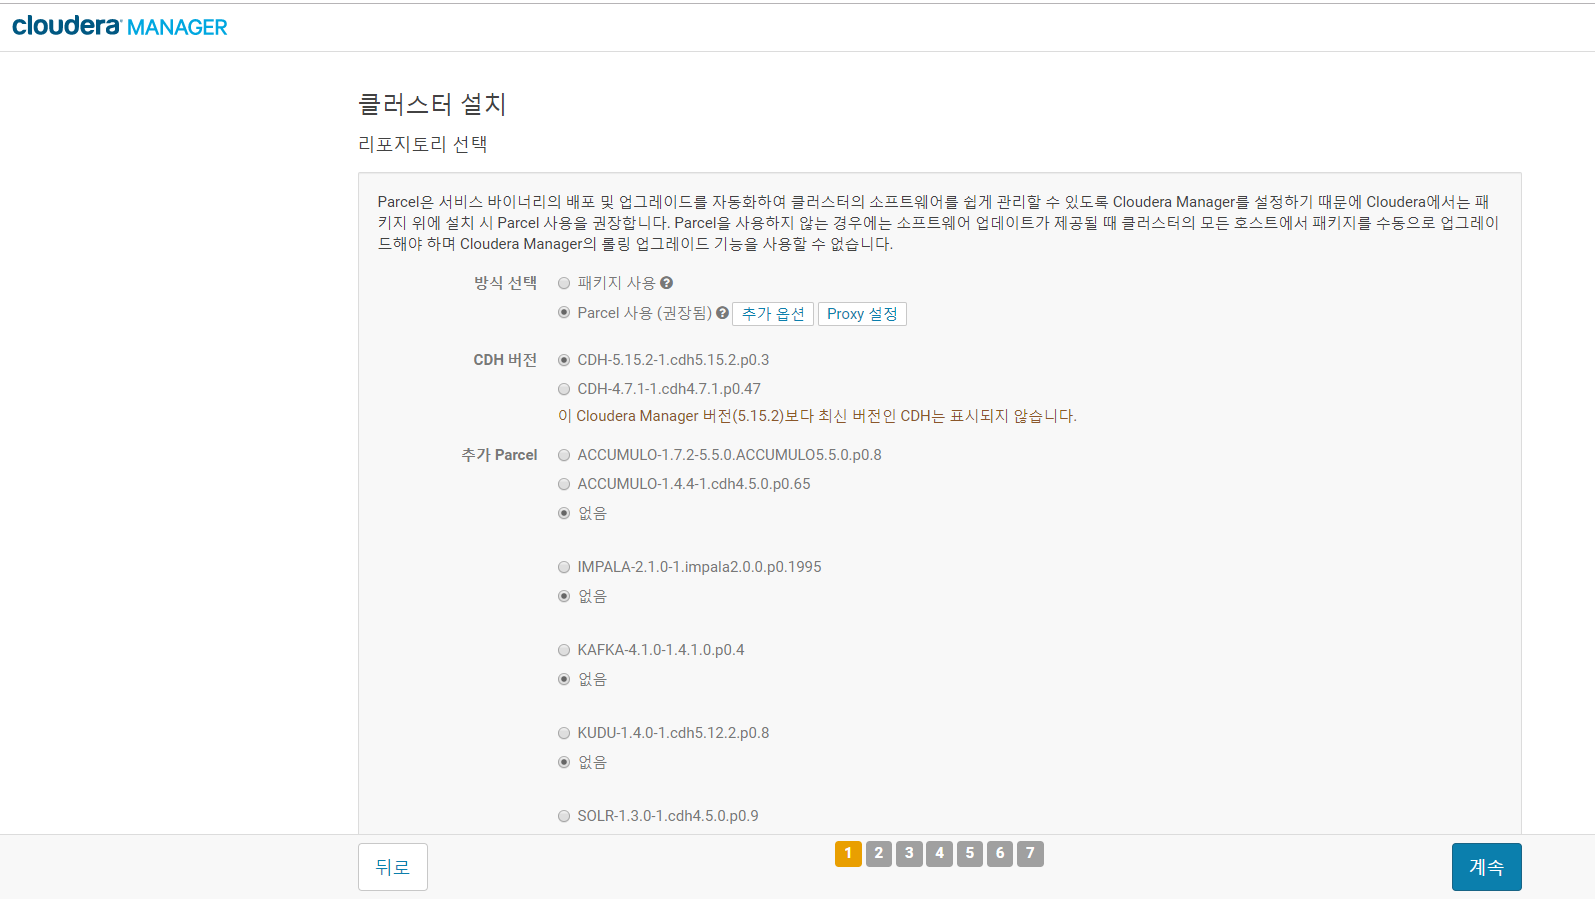 cloudera MANAGER
클러스터 설치
리포지토리 선택
Parcel은 서비스 바이너리의 배포 및 업그레이드를 자동화하여 클러스터의 소프트웨어를 쉽게 관리할 수 있도록 Cloudera Manager를 설정하기 때문에 Cloudera에서는 패
키지 위에 설치 시 Parcel 사용을 권장합니다. Parcel을 사용하지 않는 경우에는 소프트웨어 업데이트가 제공될 때 클러스터의 모든 호스트에서 패키지를 수동으로 업그레이
드해야 하며 Cloudera Manager의 롤링 업그레이드 기능을 사용할 수 없습니다.
방식 선택 패키지 사용 ?
Parcel 사용 (권장됨) ? 추가 옵션 Proxy 설정
CDH 버전 CDH-5.15.2-1.cdh5.15.2.p0.3
CDH-4.7.1-1.cdh4.7.1.p0.47
이 Cloudera Manager 버전(5.15.2)보다 최신 버전인 CDH는 표시되지 않습니다.
추가 Parcel ACCUMULO-1.7.2-5.5.0.ACCUMULO5.5.0.p0.8
ACCUMULO-1.4.4-1.cdh4.5.0.p0.65
없음
IMPALA-2.1.0-1.impala2.0.0.p0.1995
없음
KAFKA-4.1.0-1.4.1.0.p0.4
없음
KUDU-1.4.0-1.cdh5.12.2.p0.8
없음
SOLR-1.3.0-1.cdh4.5.0.p0.9
뒤로 1 2 3 4 5 6 7 계속